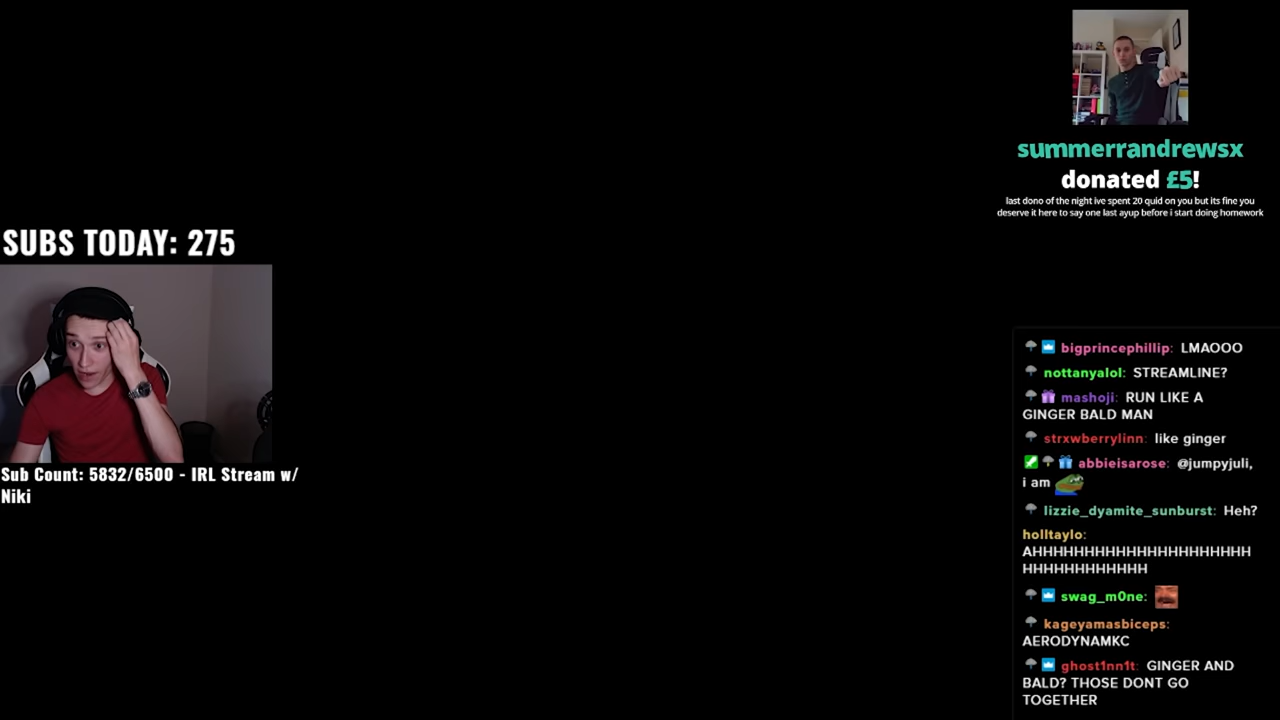 summerrandrewsx
donated £5!
last dono of the night ive spent 20 quid on you but its fine you
deserve it here to say one last ayup before i start doing homework
SUBS TODAY: 275
Sub Count: 5832/6500 - IRL Stream w/
Niki
bigprincephillip: LMAOOO
nottanyalol: STREAMLINE?
mashoji: RUN LIKE A
GINGER BALD MAN
strxwberrylinn: like ginger
abbieisarose: @jumpyjuli,
i am
lizzie_dyamite_sunburst: Heh?
holltaylo:
AHHHHHHHHHHHHHHHHHHHHH
HHHHHHHHHHHH
swag_m0ne:
kageyamasbiceps:
AERODYNAMKC
ghost1nn1t: GINGER AND
BALD? THOSE DONT GO
TOGETHER